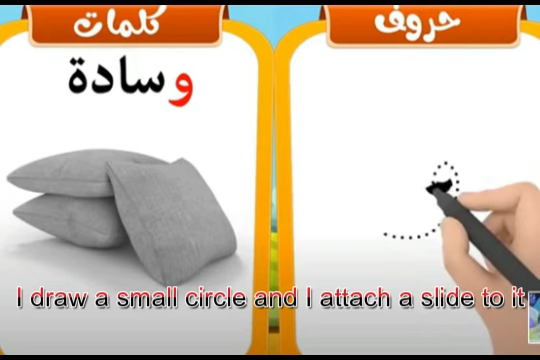 حروف
كلمات
وسادة
I draw a small circle and I attach a slide to it